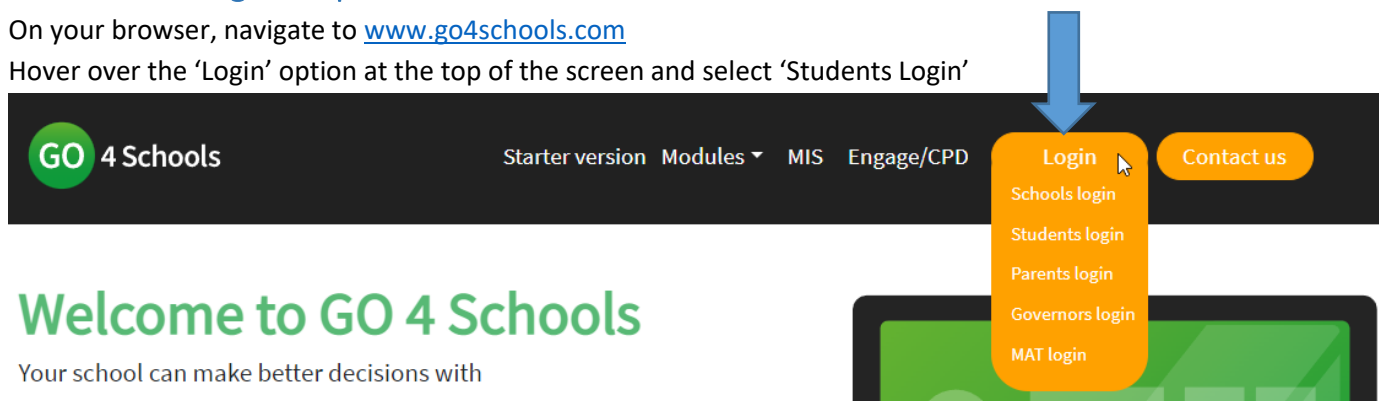 On your browser, navigate to www.go4schools.com
Hover over the ‘Login’ option at the top of the screen and select ‘Students Login’
GO 4 Schools
Starter version Modules MIS Engage/CPD Login Contact us
Schools login
Students login
Parents login
Governors login
MAT login
Welcome to GO 4 Schools
Your school can make better decisions with